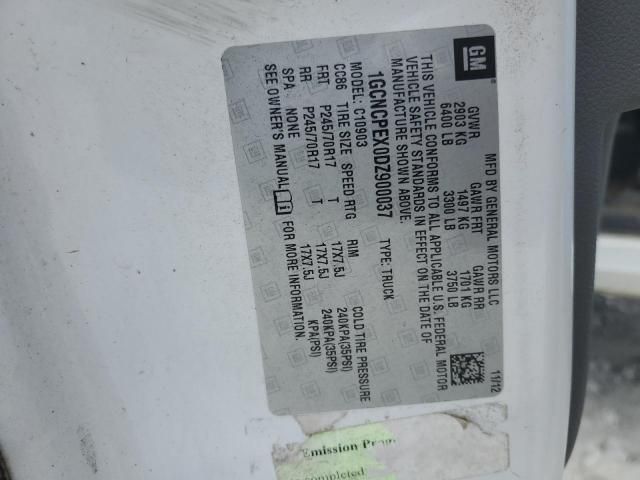 GM
MFD BY GENERAL MOTORS LLC
11/12
GVWR GAWR FRT GAWR RR
2903 KG 1497 KG 1701 KG
6400 LB 3300 LB 3750 LB
THIS VEHICLE CONFORMS TO ALL APPLICABLE U.S. FEDERAL MOTOR
VEHICLE SAFETY STANDARDS IN EFFECT ON THE DATE OF
MANUFACTURE SHOWN ABOVE.
1GCNCPEX0DZ900037 TYPE: TRUCK
MODEL: C10903
CC86 TIRE SIZE SPEED RTG RIM COLD TIRE PRESSURE
FRT P245/70R17 T 17X7.5J 240KPA(35PSI)
RR P245/70R17 T 17X7.5J 240KPA(35PSI)
SPA NONE KPA(PSI)
SEE OWNER'S MANUAL FOR MORE INFORMATION.
Emission
completed